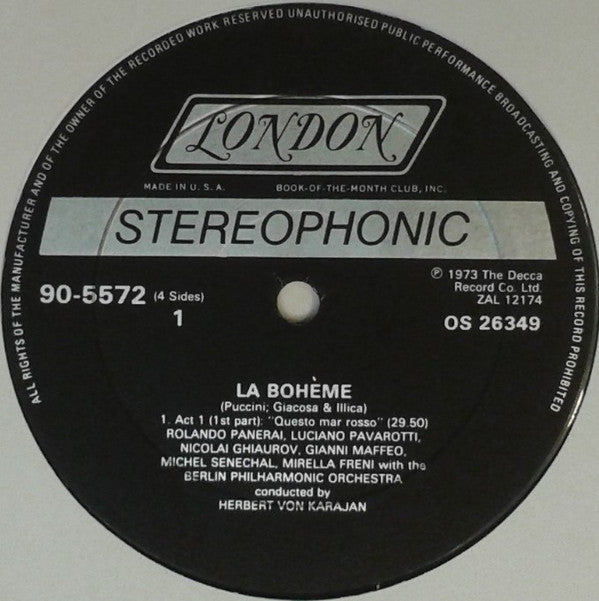 ALL RIGHTS OF THE MANUFACTURER AND OF THE OWNER OF THE RECORDED WORK RESERVED UNAUTHORISED PUBLIC PERFORMANCE BROADCASTING AND COPYING OF THIS RECORD PROHIBITED
LONDON
MADE IN U.S.A. BOOK-OF-THE-MONTH CLUB, INC.
STEREOPHONIC
90-5572 (4 Sides)
1
℗ 1973 The Decca
Record Co. Ltd.
ZAL 12174
OS 26349
LA BOHÈME
(Puccini; Giacosa & Illica)
1. Act 1 (1st part): "Questo mar rosso" (29.50)
ROLANDO PANERAI, LUCIANO PAVAROTTI,
NICOLAI GHIAUROV, GIANNI MAFFEO,
MICHEL SENECHAL, MIRELLA FRENI with the
BERLIN PHILHARMONIC ORCHESTRA
conducted by
HERBERT VON KARAJAN